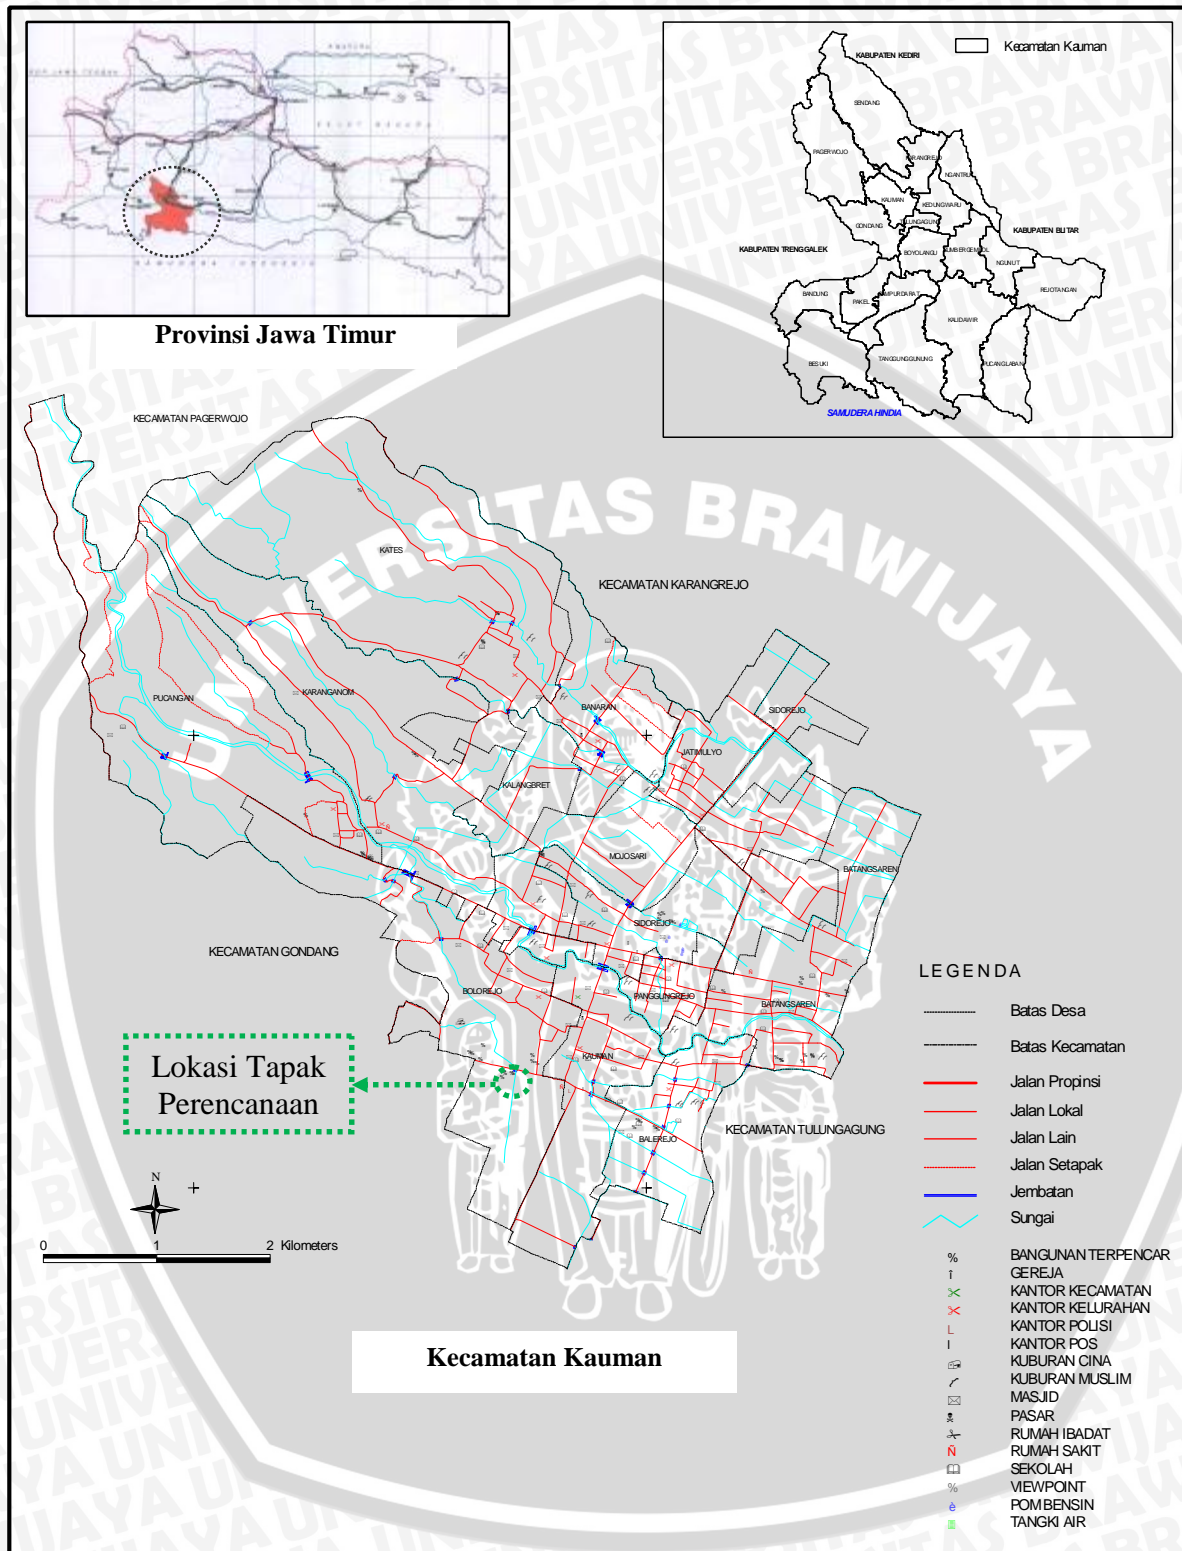 Provinsi Jawa Timur
Kecamatan Kauman
KABUPATEN KEDIRI
SENDANG
PAGERWOJO
KARANGREJO
NGANTRU
KAUMAN
KEDUNGWARU
GONDANG
TULUNGAGUNG
KABUPATEN BLITAR
KABUPATEN TRENGGALEK
BOYOLANGU
SUMBERGEMPOL
NGUNUT
REJOTANGAN
BANDUNG
PAKEL
CAMPURDARAT
KALIDAWIR
BESUKI
TANGGUNGGUNUNG
PUCANGLABAN
SAMUDERA HINDIA
UNIVERSITAS BRAWIJAYA
KECAMATAN PAGERWOJO
KATES
KECAMATAN KARANGREJO
PUCANGAN
KARANGANOM
BANARAN
SIDOREJO
JATIMULYO
KALANGBRET
MOJOSARI
BATANGSAREN
SIDOREJO
KECAMATAN GONDANG
BOLOREJO
PANGGUNGREJO
BATANGSAREN
KAUMAN
BALEREJO
KECAMATAN TULUNGAGUNG
Lokasi Tapak
Perencanaan
N
0 1 2 Kilometers
Kecamatan Kauman
LEGENDA
Batas Desa
Batas Kecamatan
Jalan Propinsi
Jalan Lokal
Jalan Lain
Jalan Setapak
Jembatan
Sungai
% BANGUNAN TERPENCAR
GEREJA
KANTOR KECAMATAN
KANTOR KELURAHAN
L KANTOR POLISI
I KANTOR POS
KUBURAN CINA
KUBURAN MUSLIM
MASJID
PASAR
RUMAH IBADAT
Ñ RUMAH SAKIT
SEKOLAH
% VIEWPOINT
è POM BENSIN
TANGKI AIR